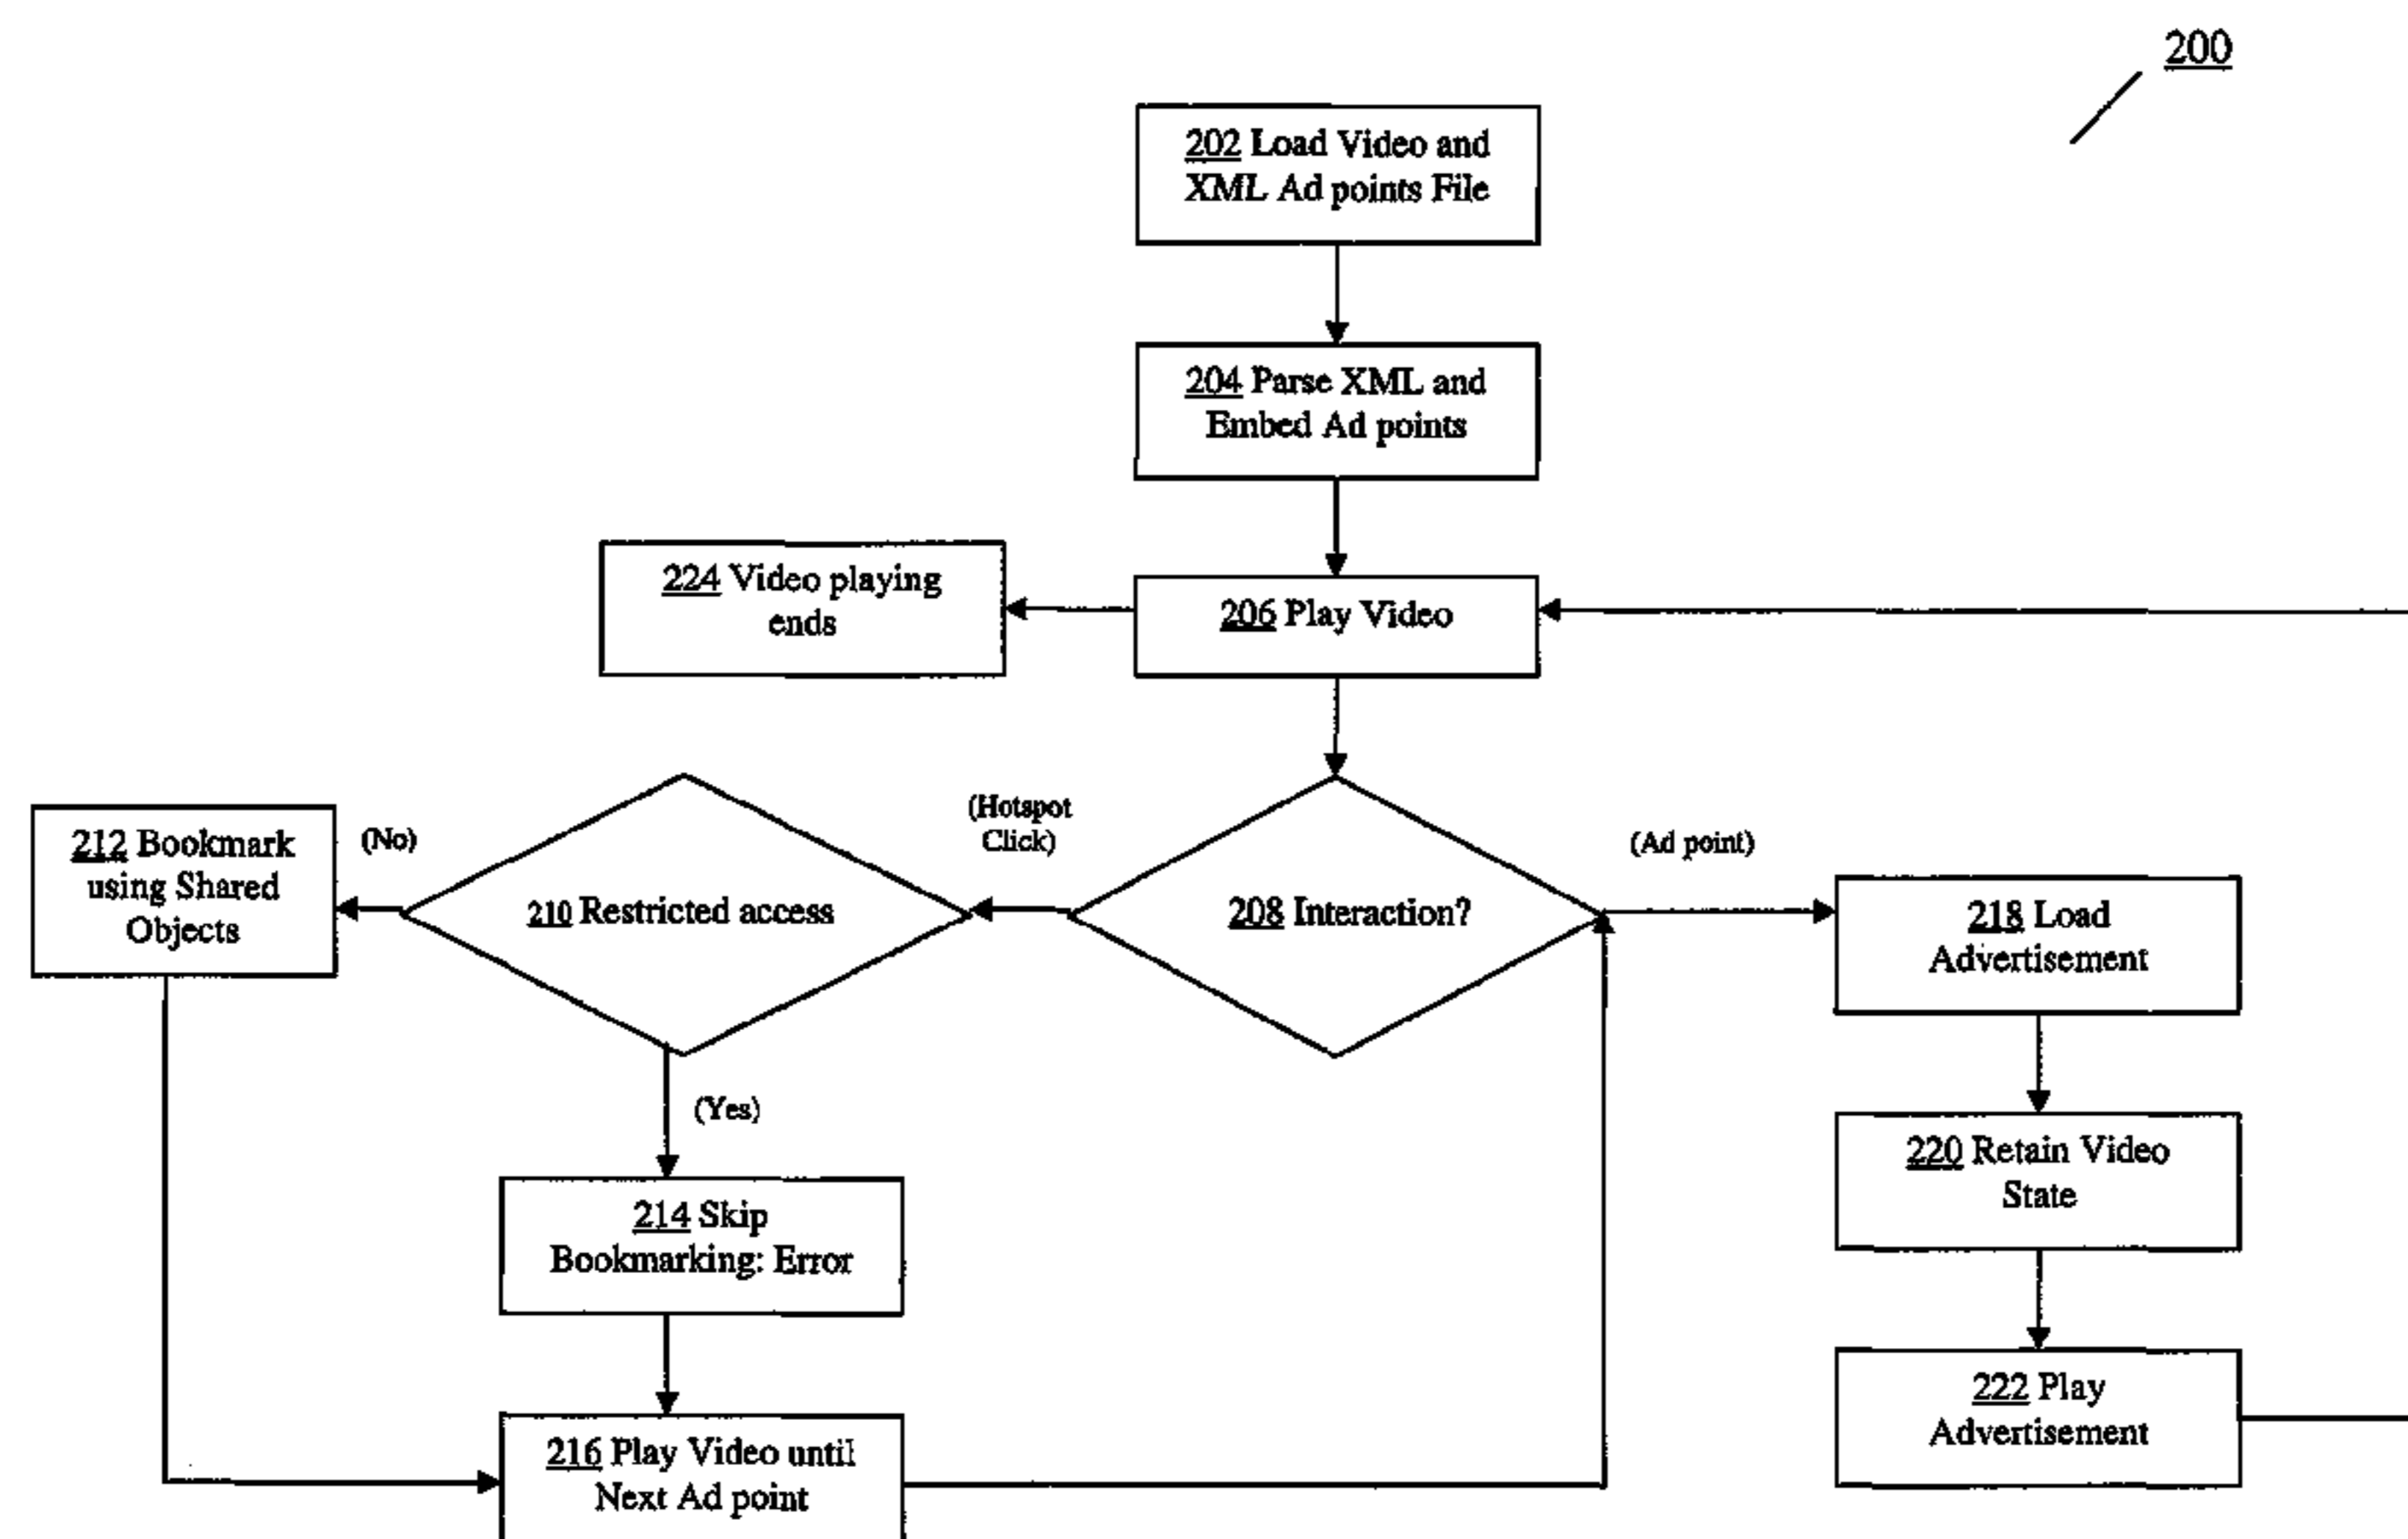 200
202 Load Video and
XML Ad points File
204 Parse XML and
Embed Ad points
224 Video playing
ends
206 Play Video
(Hotspot
Click)
(No)
(Ad point)
212 Bookmark
using Shared
Objects
210 Restricted access
208 Interaction?
218 Load
Advertisement
(Yes)
220 Retain Video
State
214 Skip
Bookmarking: Error
222 Play
Advertisement
216 Play Video until
Next Ad point